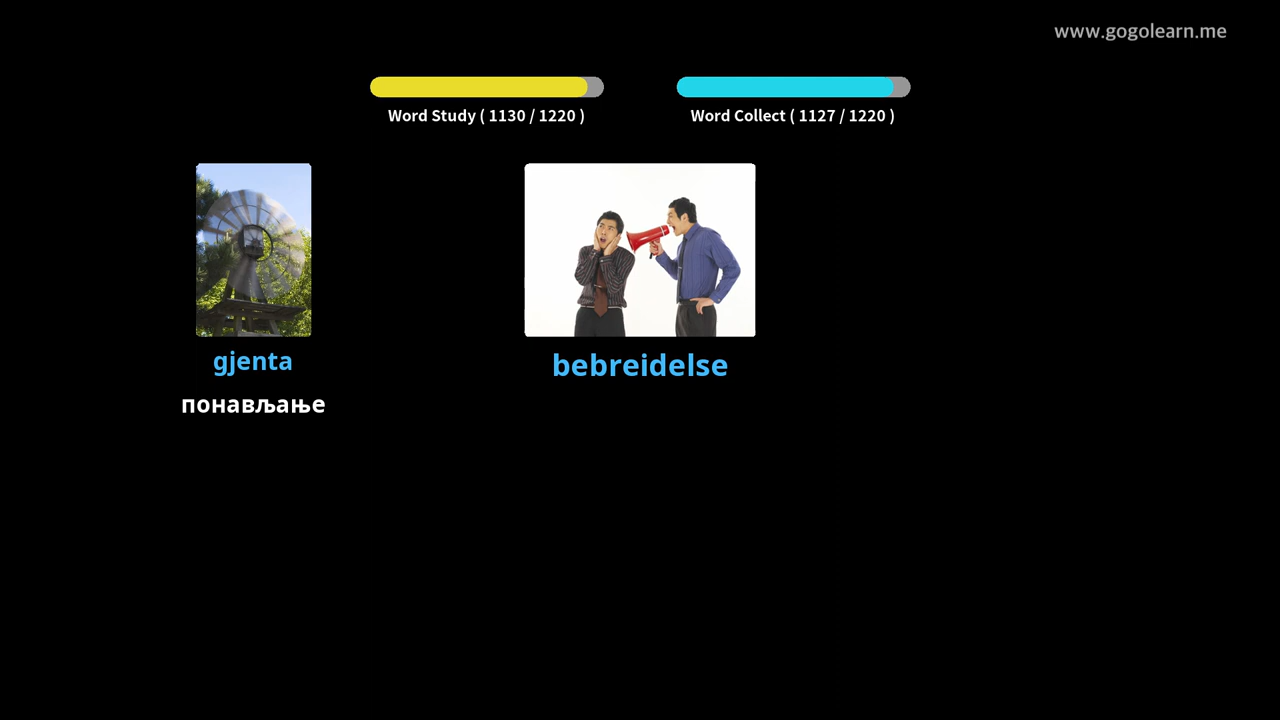 www.gogolearn.me
Word Study ( 1130 / 1220 )
Word Collect ( 1127 / 1220 )
gjenta
понављање
bebreidelse